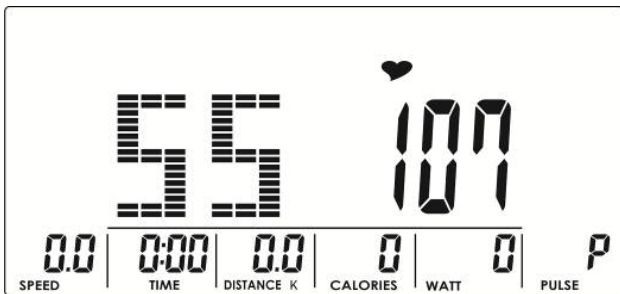 55 107
0.0 0:00 0.0 0 0 P
SPEED TIME DISTANCE K CALORIES WATT PULSE